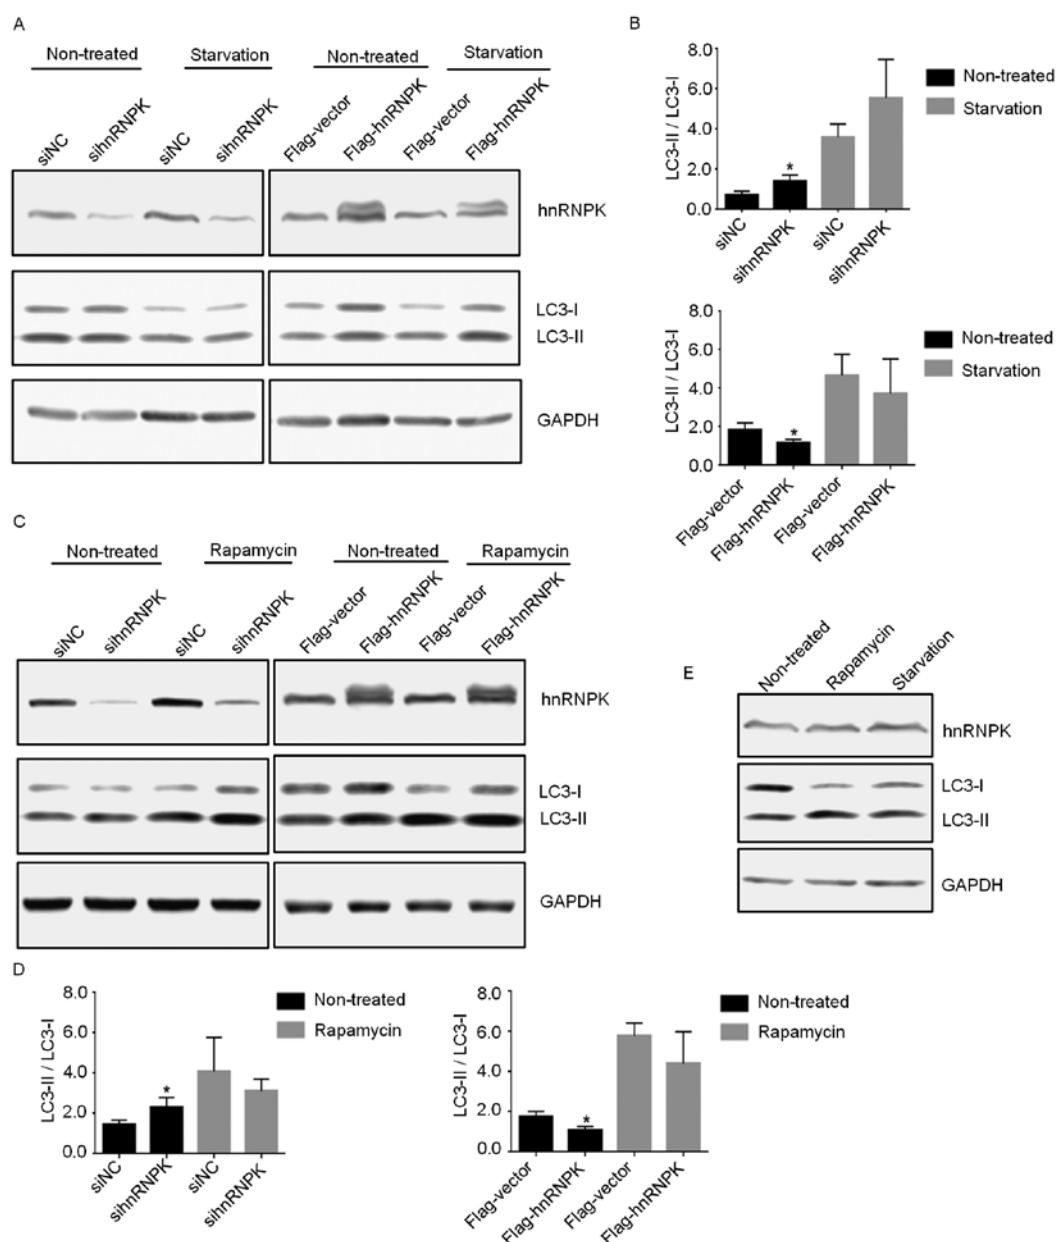 A
Non-treated Starvation Non-treated Starvation
siNC sihnRNPK siNC sihnRNPK Flag-vector Flag-hnRNPK Flag-vector Flag-hnRNPK
hnRNPK
LC3-I
LC3-II
GAPDH
B
8.0
6.0
4.0
2.0
0.0
LC3-II / LC3-I
*
Non-treated
Starvation
siNC sihnRNPK siNC sihnRNPK
8.0
6.0
4.0
2.0
0.0
LC3-II / LC3-I
*
Non-treated
Starvation
Flag-vector Flag-hnRNPK Flag-vector Flag-hnRNPK
C
Non-treated Rapamycin Non-treated Rapamycin
siNC sihnRNPK siNC sihnRNPK Flag-vector Flag-hnRNPK Flag-vector Flag-hnRNPK
hnRNPK
LC3-I
LC3-II
GAPDH
E
Non-treated Rapamycin Starvation
hnRNPK
LC3-I
LC3-II
GAPDH
D
8.0
6.0
4.0
2.0
0.0
LC3-II / LC3-I
*
Non-treated
Rapamycin
siNC sihnRNPK siNC sihnRNPK
8.0
6.0
4.0
2.0
0.0
LC3-II / LC3-I
*
Non-treated
Rapamycin
Flag-vector Flag-hnRNPK Flag-vector Flag-hnRNPK